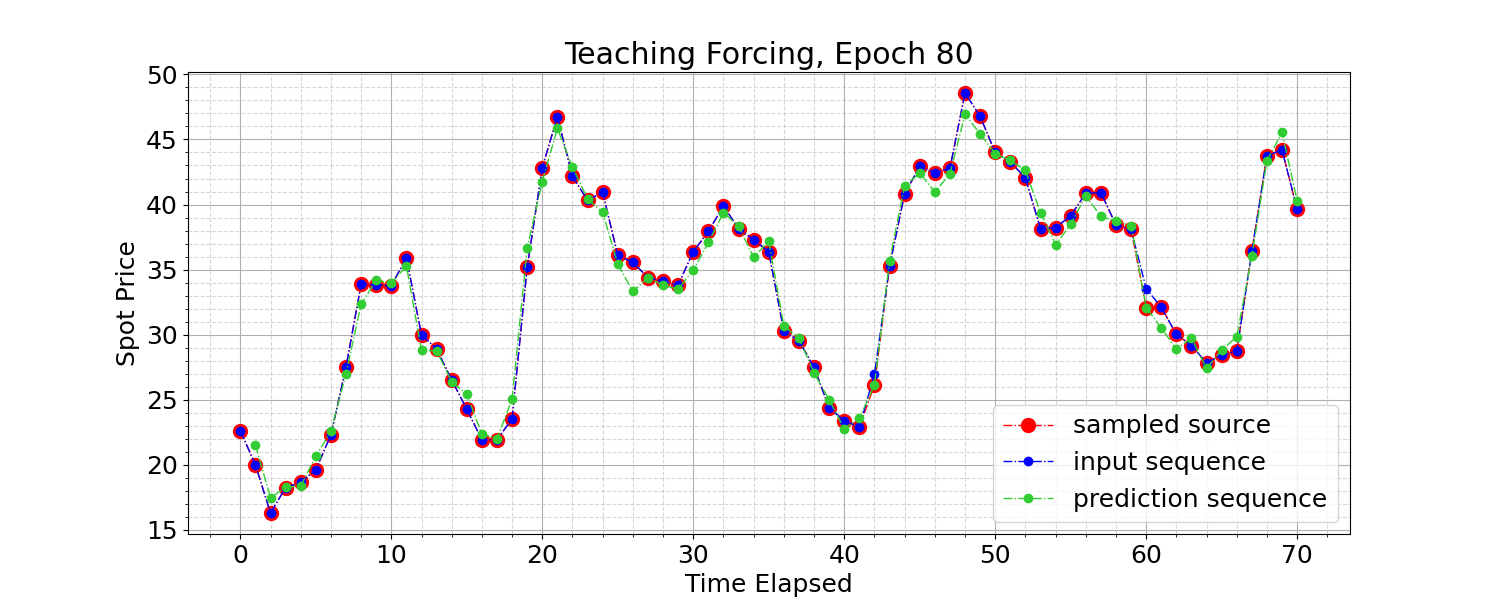 Teaching Forcing, Epoch 80
50
45
40
35
30
25
20
15
Spot Price
sampled source
input sequence
prediction sequence
0 10 20 30 40 50 60 70
Time Elapsed